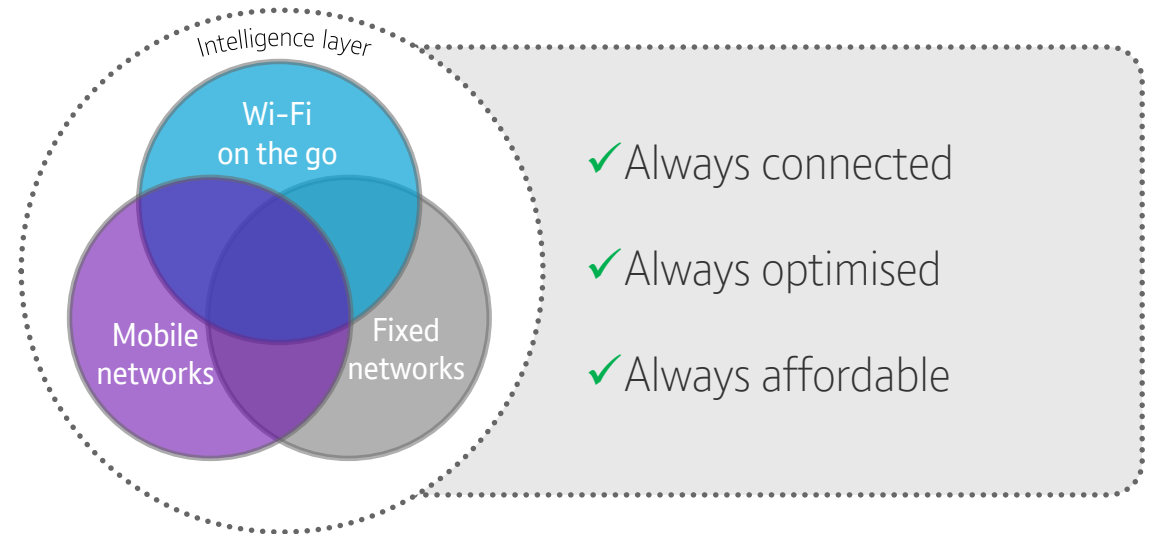 Intelligence layer
Wi-Fi
on the go
Mobile
networks
Fixed
networks
✓Always connected
✓Always optimised
✓Always affordable